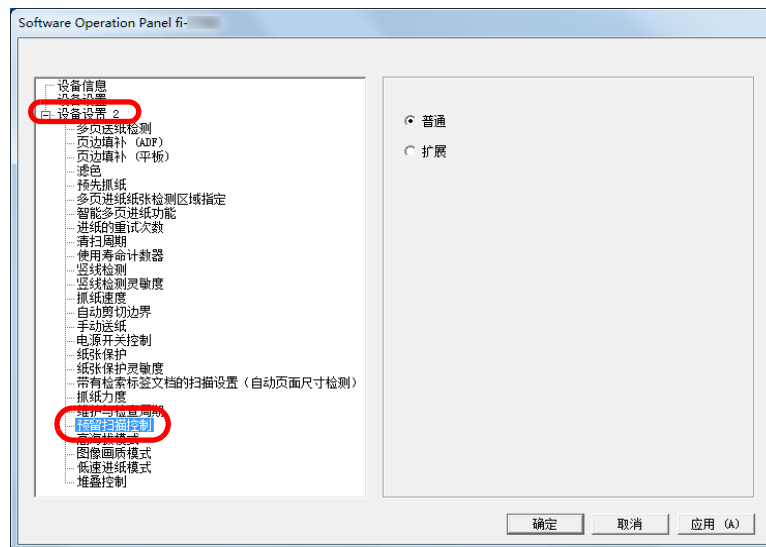 Software Operation Panel fi-
设备信息
设备设置
设备设置 2
多页送纸检测
页边填补 (ADF)
页边填补 (平板)
滤色
预先抓纸
多页进纸纸张检测区域指定
智能多页进纸功能
进纸的重试次数
清扫周期
使用寿命计数器
竖线检测
竖线检测灵敏度
抓纸速度
自动剪切边界
手动送纸
电源开关控制
纸张保护
纸张保护灵敏度
带有检索标签文档的扫描设置(自动页面尺寸检测)
抓纸力度
维护与检查周期
预留扫描控制
高海拔模式
图像画质模式
低速进纸模式
堆叠控制
普通
扩展
确定 取消 应用 (A)